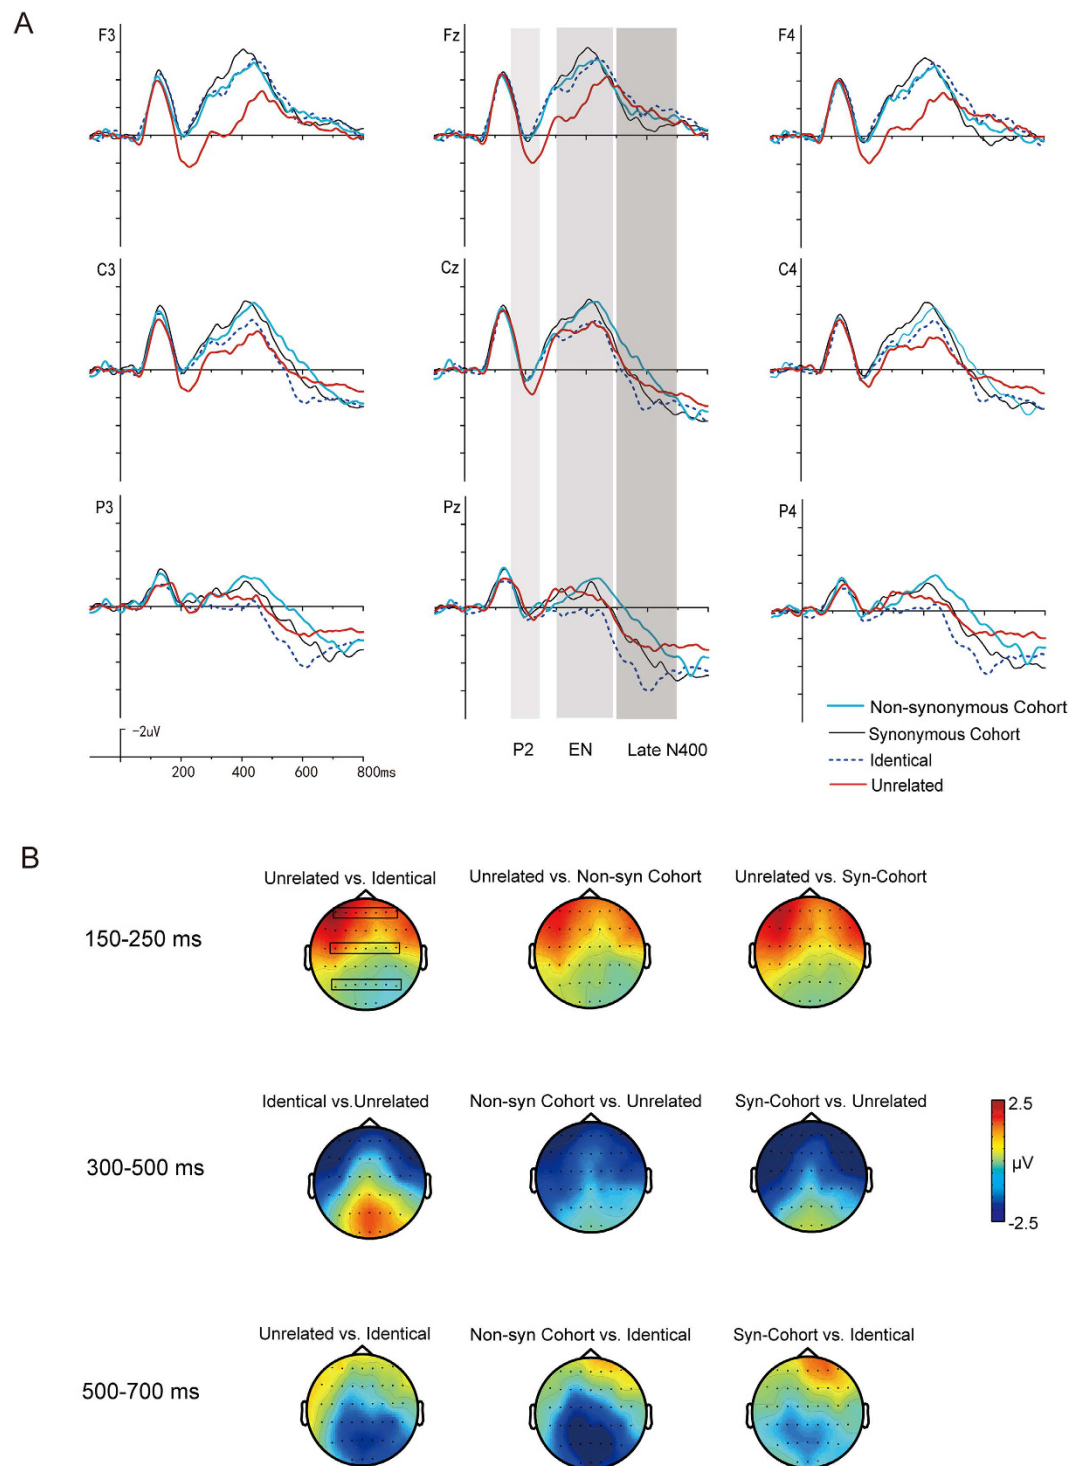 A
F3 Fz F4
C3 Cz C4
P3 Pz P4
-2uV
200 400 600 800ms
P2 EN Late N400
Non-synonymous Cohort
Synonymous Cohort
Identical
Unrelated
B
Unrelated vs. Identical Unrelated vs. Non-syn Cohort Unrelated vs. Syn-Cohort
150-250 ms
Identical vs.Unrelated Non-syn Cohort vs. Unrelated Syn-Cohort vs. Unrelated
300-500 ms
2.5
μV
-2.5
Unrelated vs. Identical Non-syn Cohort vs. Identical Syn-Cohort vs. Identical
500-700 ms